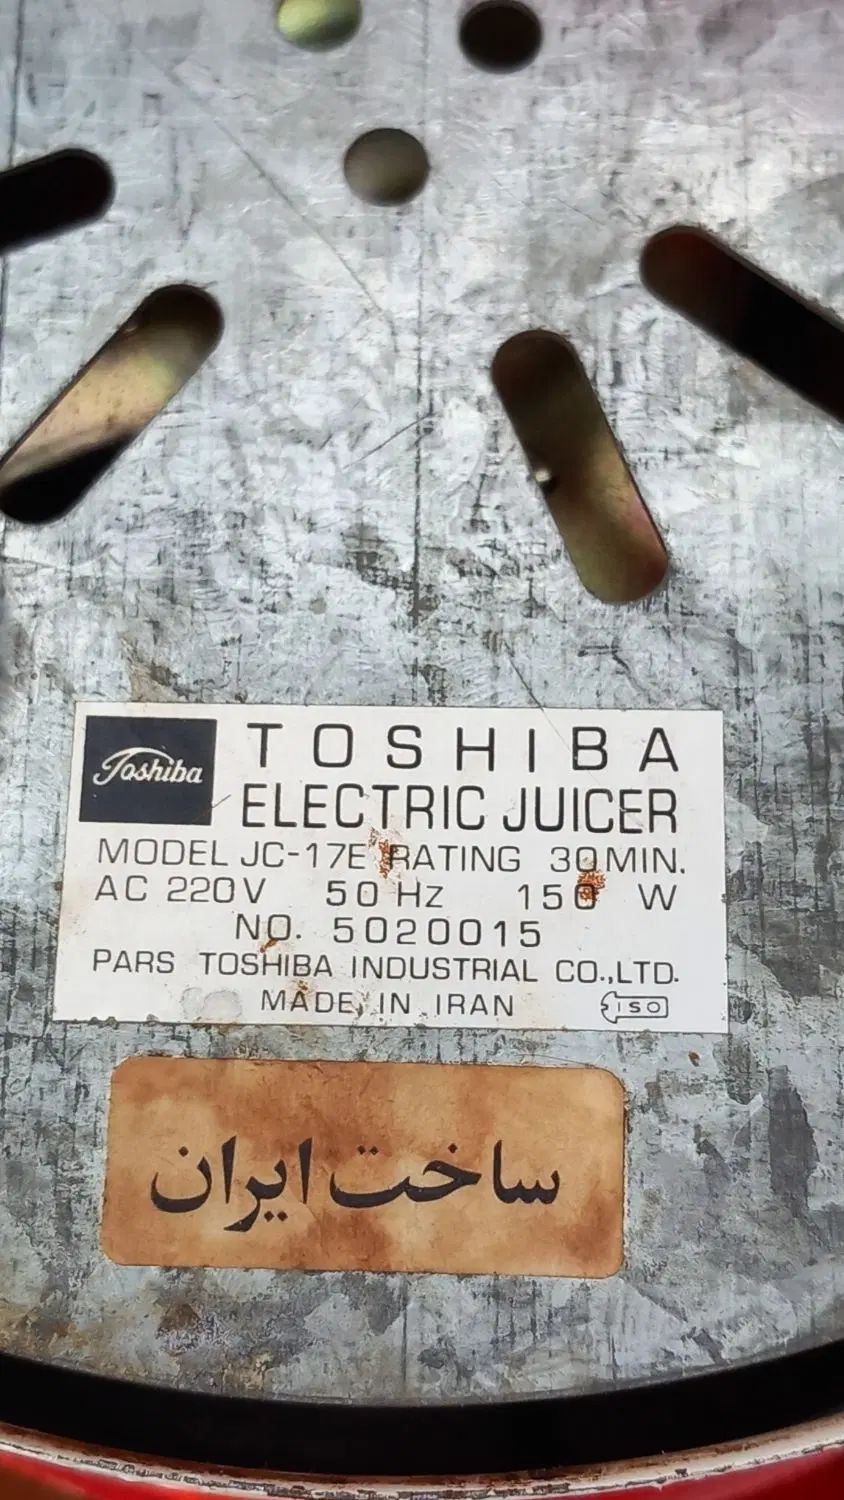 Toshiba
TOSHIBA
ELECTRIC JUICER
MODEL JC-17E RATING 30MIN.
AC 220V 50 Hz 150 W
NO. 5020015
PARS TOSHIBA INDUSTRIAL CO.,LTD.
MADE IN IRAN ISO
ساخت ایران